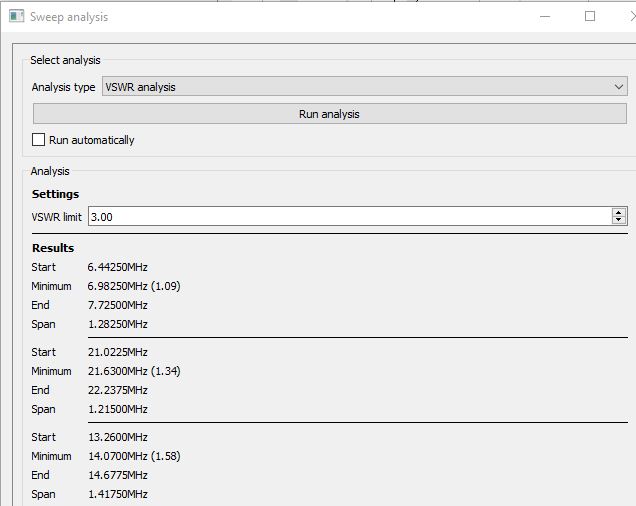 Sweep analysis
Select analysis
Analysis type VSWR analysis
Run analysis
Run automatically
Analysis
Settings
VSWR limit 3.00
Results
Start 6.44250MHz
Minimum 6.98250MHz (1.09)
End 7.72500MHz
Span 1.28250MHz
Start 21.0225MHz
Minimum 21.6300MHz (1.34)
End 22.2375MHz
Span 1.21500MHz
Start 13.2600MHz
Minimum 14.0700MHz (1.58)
End 14.6775MHz
Span 1.41750MHz